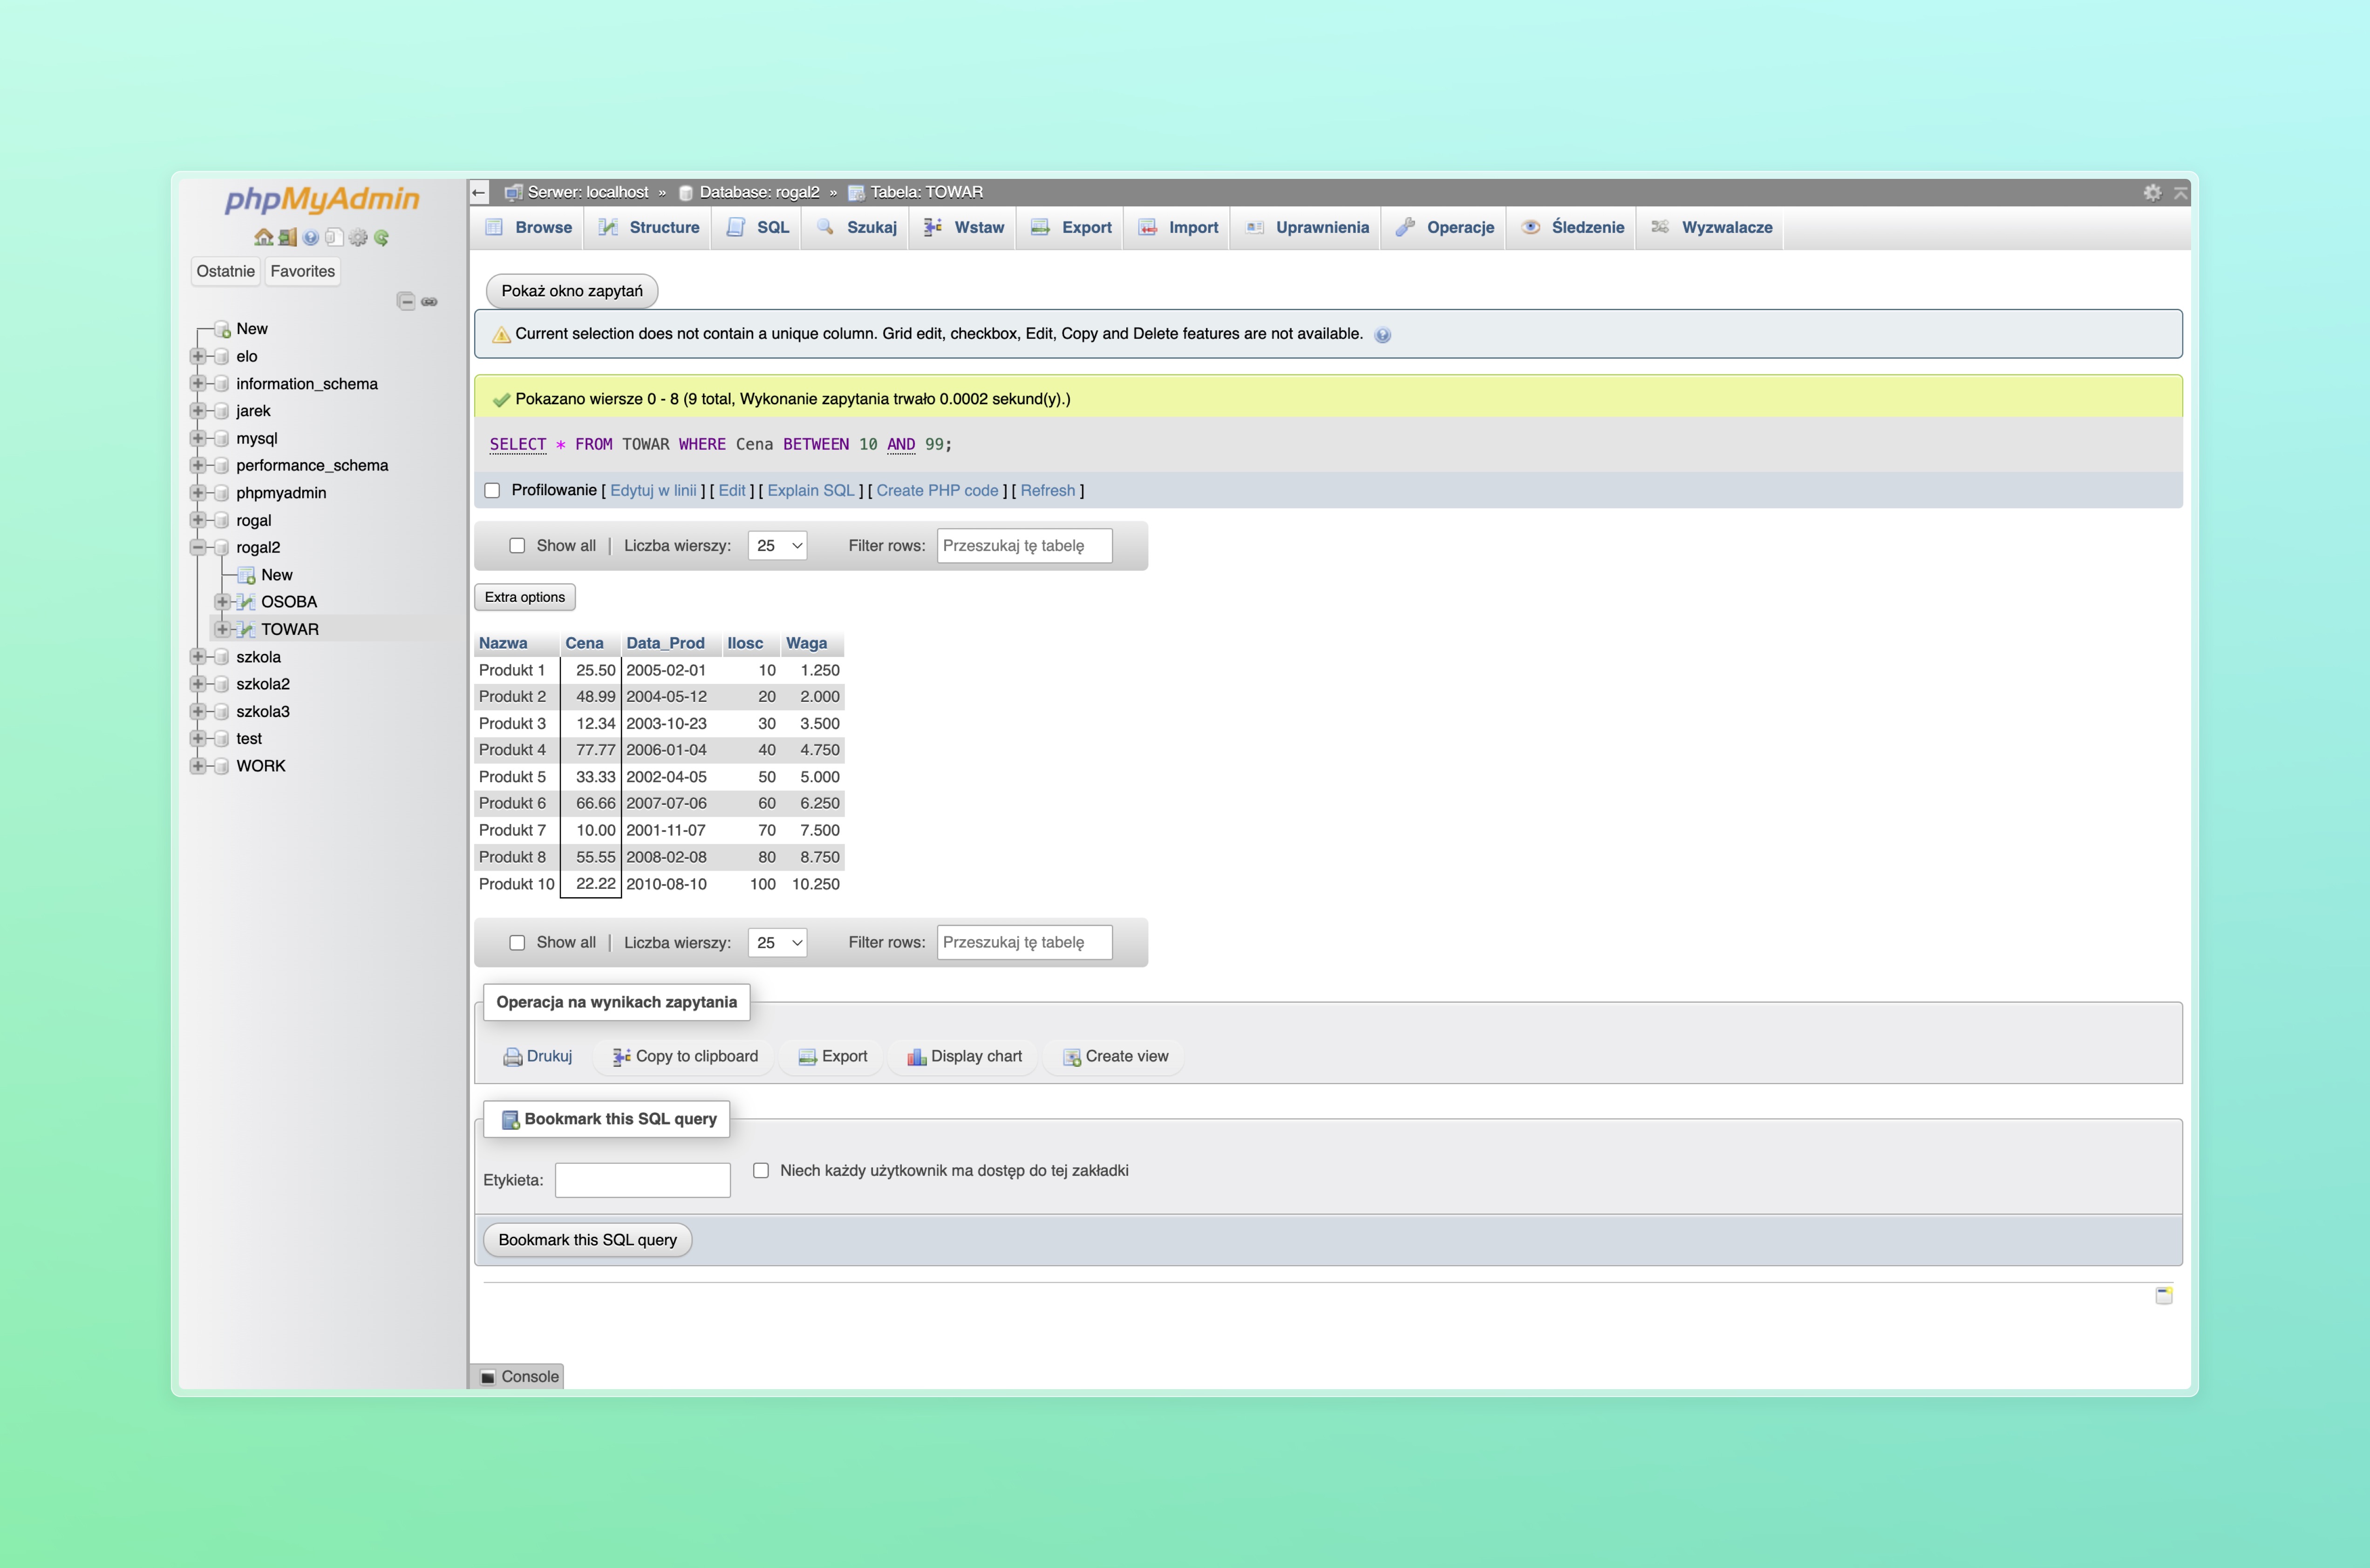 phpMyAdmin
Ostatnie Favorites
New
elo
information_schema
jarek
mysql
performance_schema
phpmyadmin
rogal
rogal2
New
OSOBA
TOWAR
szkola
szkola2
szkola3
test
WORK
← Serwer: localhost » Database: rogal2 » Tabela: TOWAR
Browse Structure SQL Szukaj Wstaw Export Import Uprawnienia Operacje Śledzenie Wyzwalacze
Pokaż okno zapytań
Current selection does not contain a unique column. Grid edit, checkbox, Edit, Copy and Delete features are not available.
Pokazano wiersze 0 - 8 (9 total, Wykonanie zapytania trwało 0.0002 sekund(y).)
SELECT * FROM TOWAR WHERE Cena BETWEEN 10 AND 99;
Profilowanie [ Edytuj w linii ] [ Edit ] [ Explain SQL ] [ Create PHP code ] [ Refresh ]
Show all | Liczba wierszy: 25 Filter rows: Przeszukaj tę tabelę
Extra options
Nazwa Cena Data_Prod Ilosc Waga
Produkt 1 25.50 2005-02-01 10 1.250
Produkt 2 48.99 2004-05-12 20 2.000
Produkt 3 12.34 2003-10-23 30 3.500
Produkt 4 77.77 2006-01-04 40 4.750
Produkt 5 33.33 2002-04-05 50 5.000
Produkt 6 66.66 2007-07-06 60 6.250
Produkt 7 10.00 2001-11-07 70 7.500
Produkt 8 55.55 2008-02-08 80 8.750
Produkt 10 22.22 2010-08-10 100 10.250
Show all | Liczba wierszy: 25 Filter rows: Przeszukaj tę tabelę
Operacja na wynikach zapytania
Drukuj Copy to clipboard Export Display chart Create view
Bookmark this SQL query
Etykieta: Niech każdy użytkownik ma dostęp do tej zakładki
Bookmark this SQL query
Console